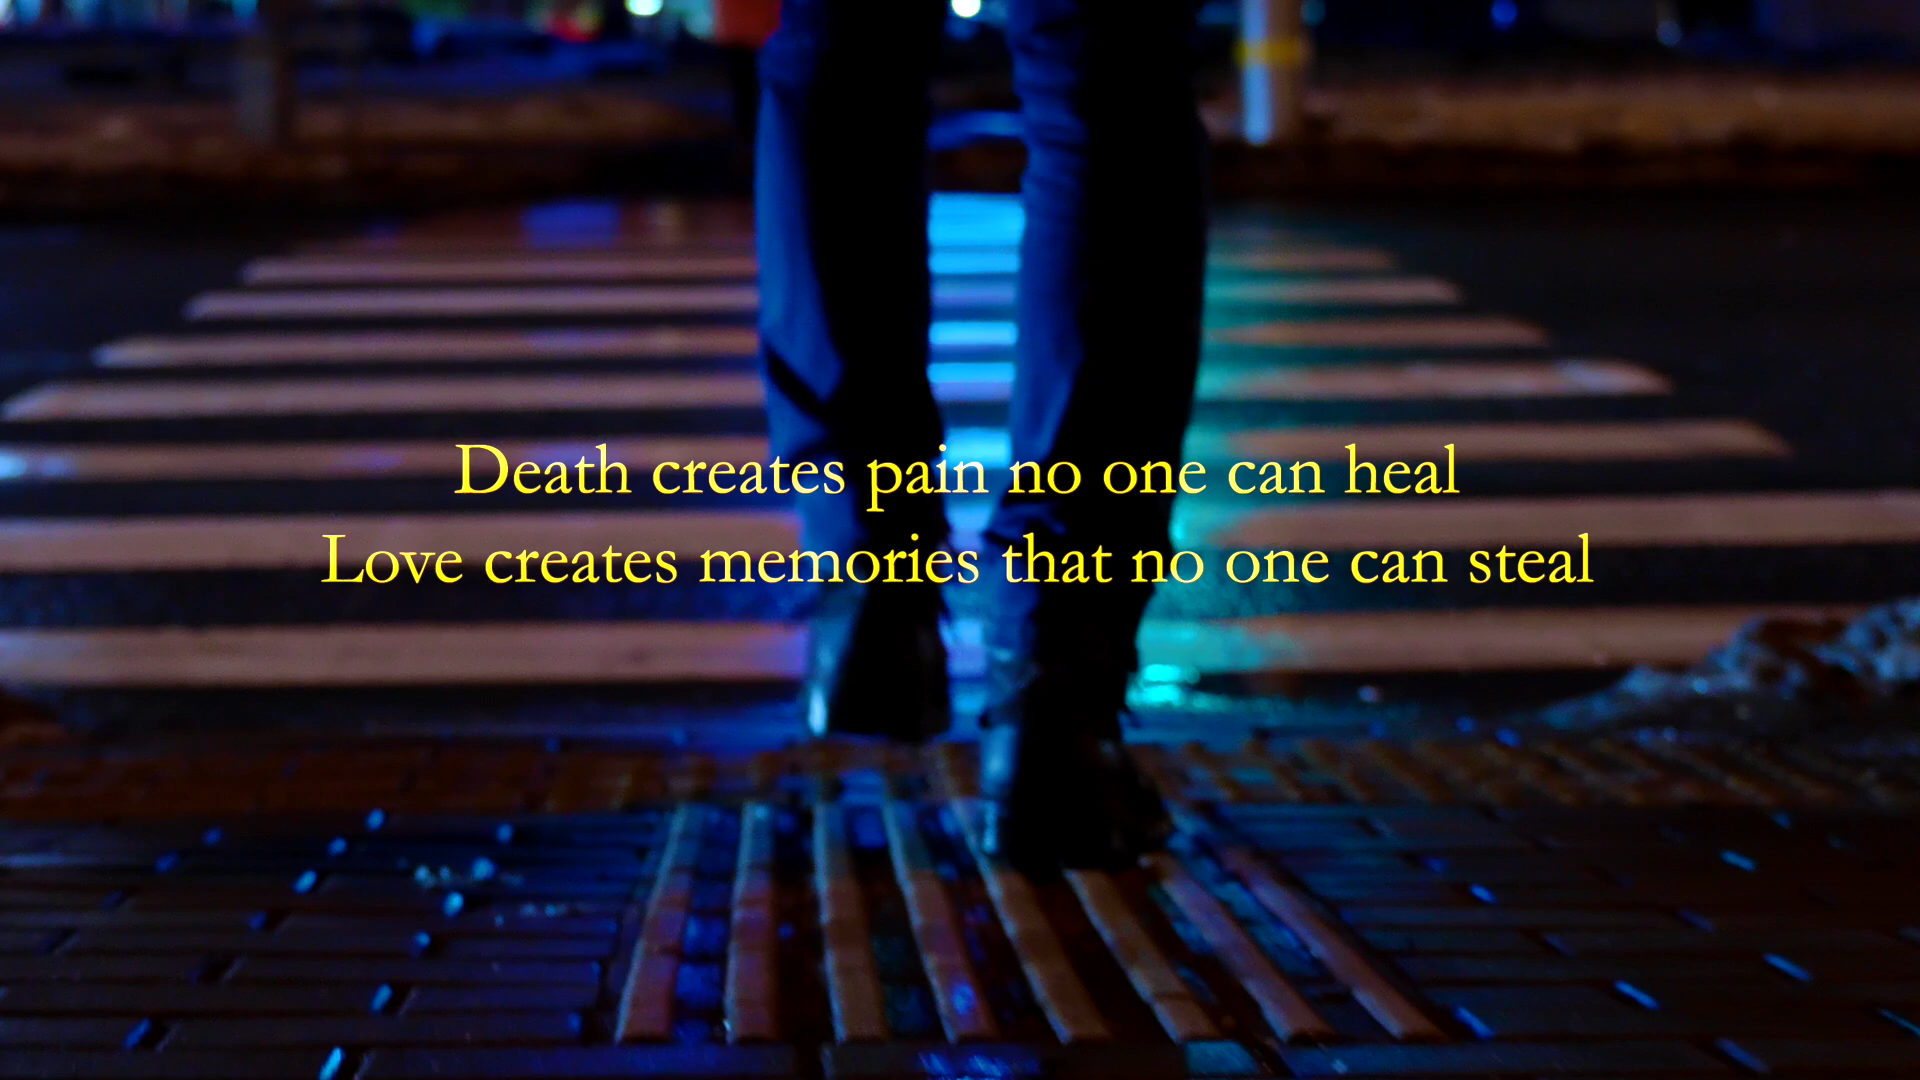 Death creates pain no one can heal
Love creates memories that no one can steal